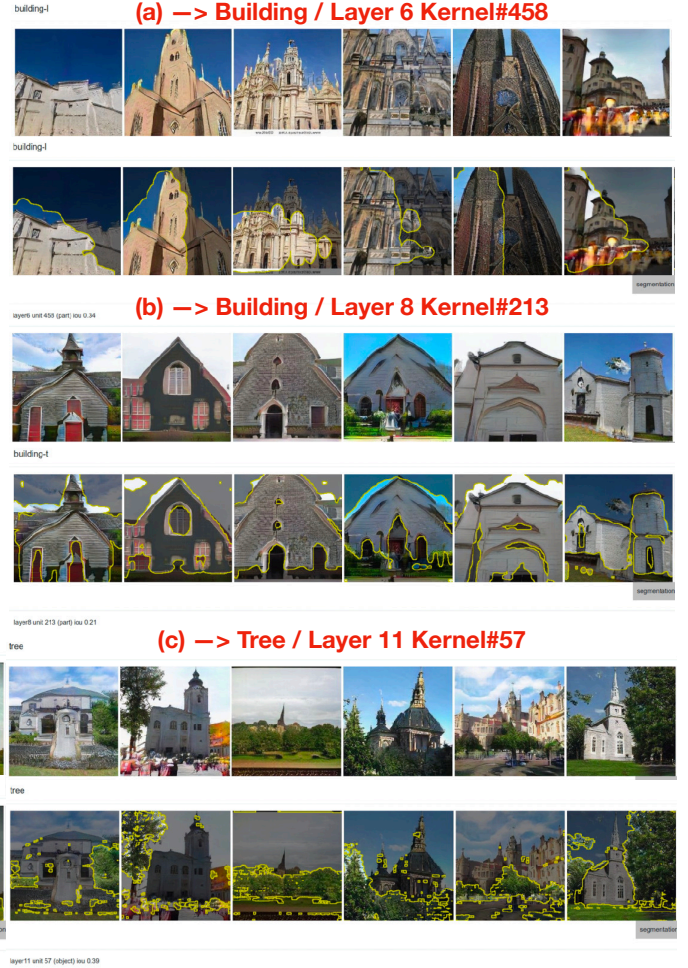 building-l
(a) —> Building / Layer 6 Kernel#458
building-l
segmentation
layer6 unit 458 (part) iou 0.34
(b) —> Building / Layer 8 Kernel#213
building-t
segmentation
layer8 unit 213 (part) iou 0.21
(c) —> Tree / Layer 11 Kernel#57
tree
tree
segmentation
layer11 unit 57 (object) iou 0.39